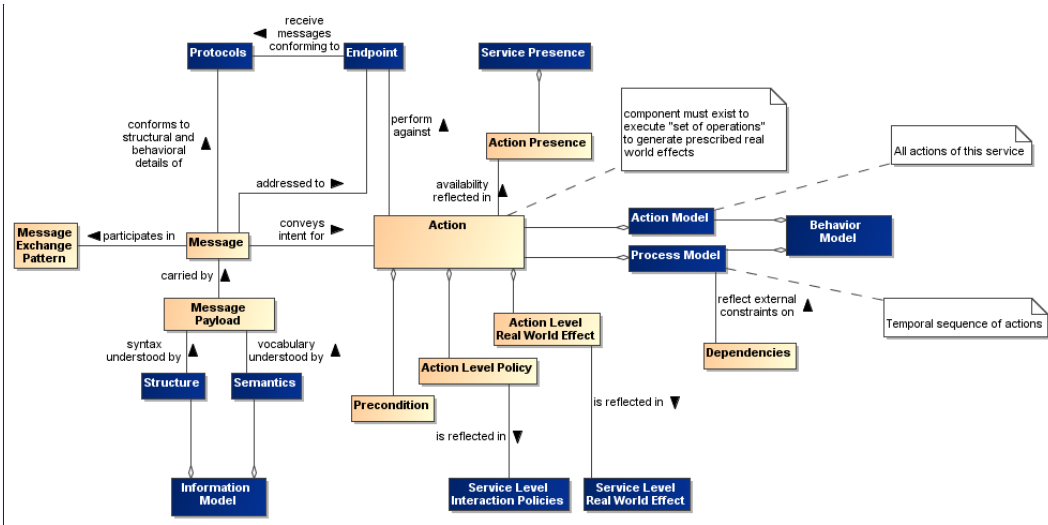 receive
messages
conforming to
Protocols
Endpoint
Service Presence
component must exist to
execute "set of operations"
to generate prescribed real
world effects
perform
against
conforms to
structural and
behavioral
details of
Action Presence
All actions of this service
addressed to
availability
reflected in
Message
Exchange
Pattern
participates in
Message
conveys
intent for
Action
Action Model
Behavior
Model
Process Model
carried by
Message
Payload
reflect external
constraints on
Temporal sequence of actions
Action Level
Real World Effect
syntax
understood by
vocabulary
understood by
Action Level Policy
Dependencies
Structure
Semantics
Precondition
is reflected in
is reflected in
Information
Model
Service Level
Interaction Policies
Service Level
Real World Effect